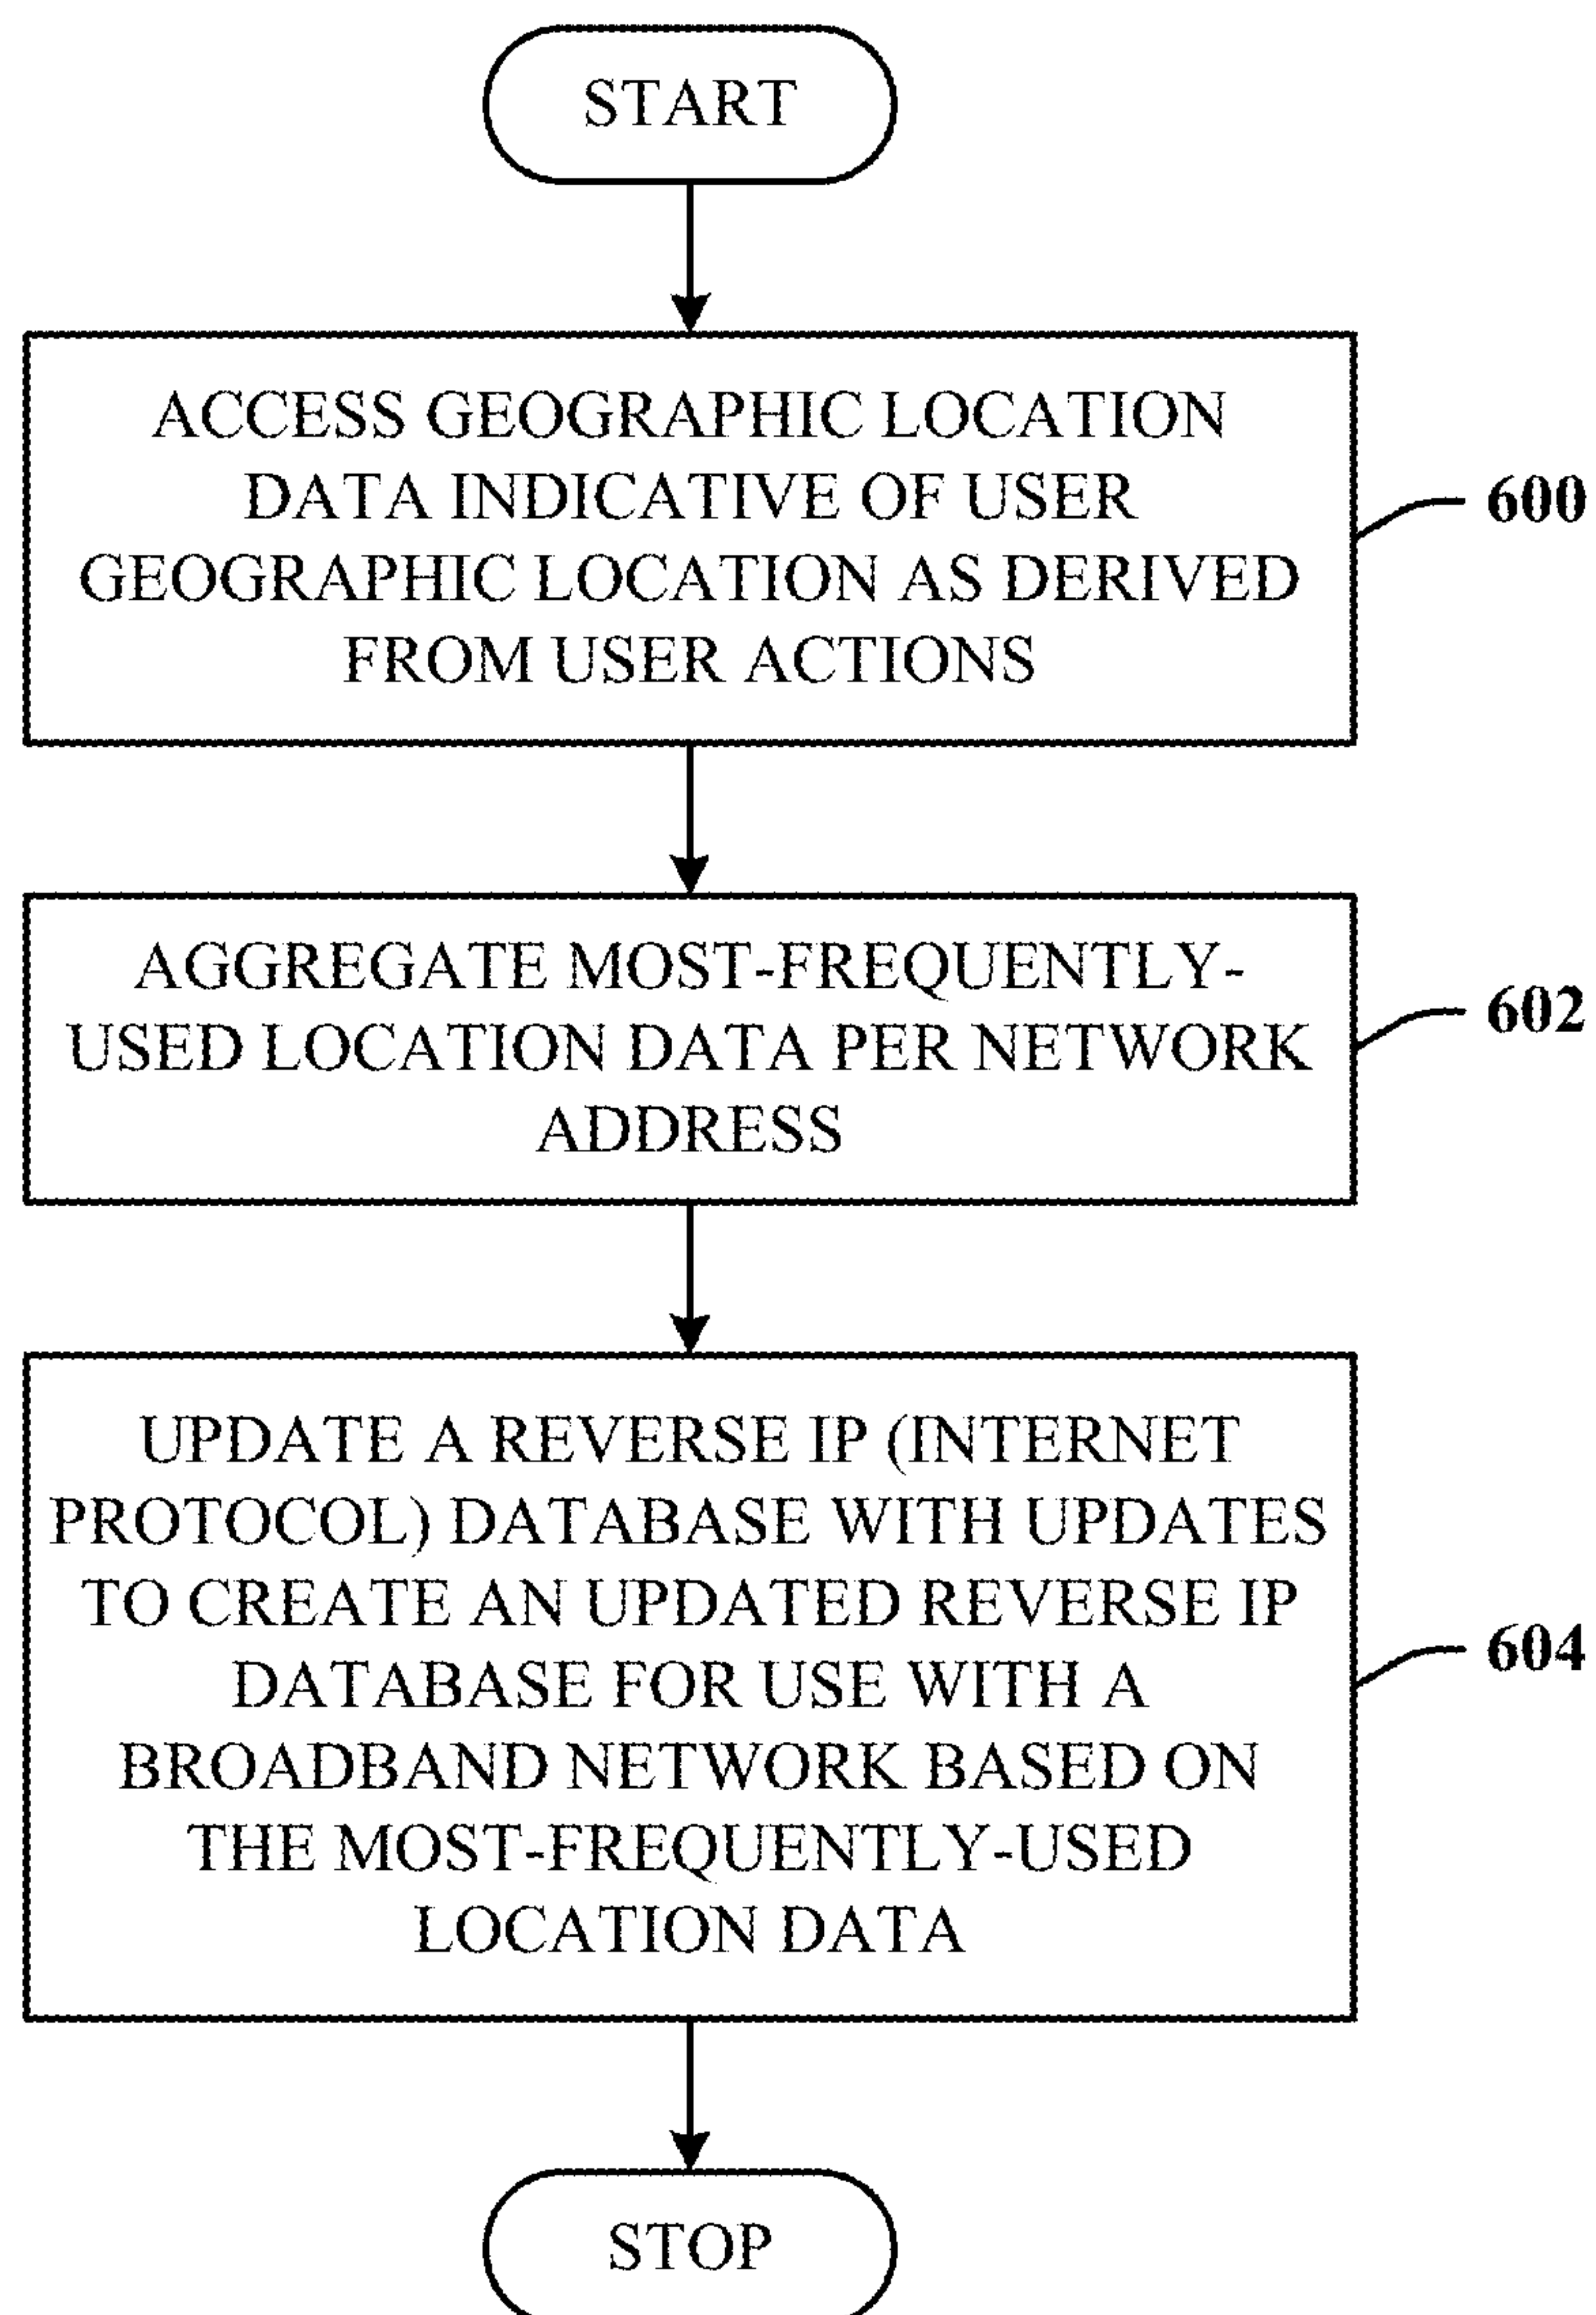 START
ACCESS GEOGRAPHIC LOCATION
DATA INDICATIVE OF USER
GEOGRAPHIC LOCATION AS DERIVED
FROM USER ACTIONS
600
AGGREGATE MOST-FREQUENTLY-
USED LOCATION DATA PER NETWORK
ADDRESS
602
UPDATE A REVERSE IP (INTERNET
PROTOCOL) DATABASE WITH UPDATES
TO CREATE AN UPDATED REVERSE IP
DATABASE FOR USE WITH A
BROADBAND NETWORK BASED ON
THE MOST-FREQUENTLY-USED
LOCATION DATA
604
STOP